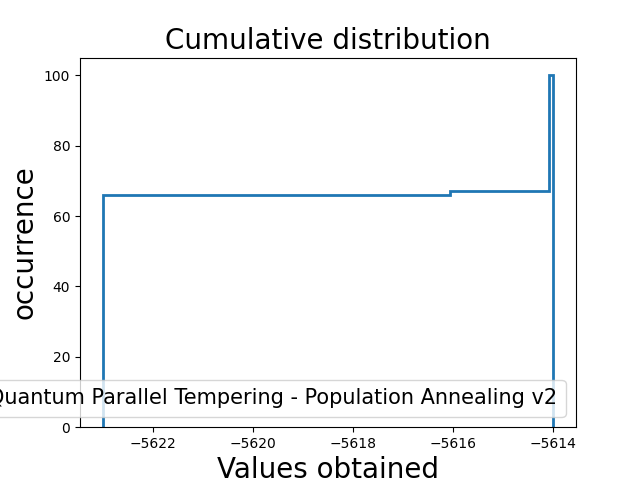 Cumulative distribution
100
80
60
40
20
0
occurrence
Parallel Tempering - Population Annealing v2
−5622 −5620 −5618 −5616 −5614
Values obtained